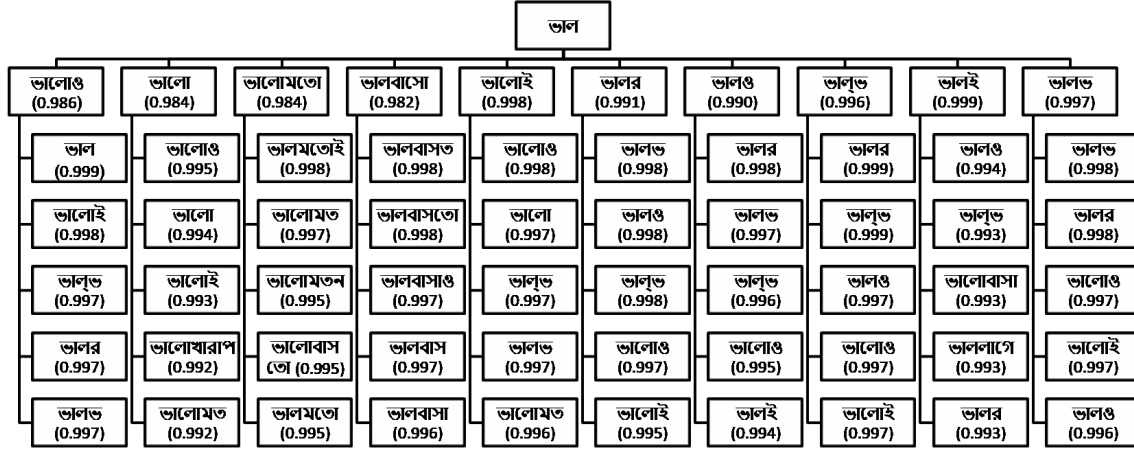 ভাল
ভালোও ভালো ভালোমতো ভালবাসো ভালোই ভালর ভালও ভাল্ভ ভালই ভালভ
(0.986) (0.984) (0.984) (0.982) (0.998) (0.991) (0.990) (0.996) (0.999) (0.997)
ভাল ভালোও ভালমতোই ভালবাসত ভালোও ভালভ ভালর ভালর ভালও ভালভ
(0.999) (0.995) (0.998) (0.998) (0.998) (0.998) (0.998) (0.999) (0.994) (0.998)
ভালোই ভালো ভালোমত ভালবাসতো ভালো ভালও ভালভ ভাল্ভ ভাল্ভ ভালর
(0.998) (0.994) (0.997) (0.998) (0.997) (0.998) (0.997) (0.999) (0.993) (0.998)
ভাল্ভ ভালোই ভালোমতন ভালবাসাও ভাল্ভ ভাল্ভ ভাল্ভ ভালও ভালোবাসা ভালোও
(0.997) (0.993) (0.995) (0.997) (0.997) (0.998) (0.996) (0.997) (0.993) (0.997)
ভালর ভালোখারাপ ভালোবাস ভালবাস ভালভ ভালোও ভালোও ভালোও ভাললাগে ভালোই
(0.997) (0.992) তো (0.995) (0.997) (0.997) (0.997) (0.995) (0.997) (0.993) (0.997)
ভালভ ভালোমত ভালমতো ভালবাসা ভালোমত ভালোই ভালই ভালোই ভালর ভালও
(0.997) (0.992) (0.995) (0.996) (0.996) (0.995) (0.994) (0.997) (0.993) (0.996)